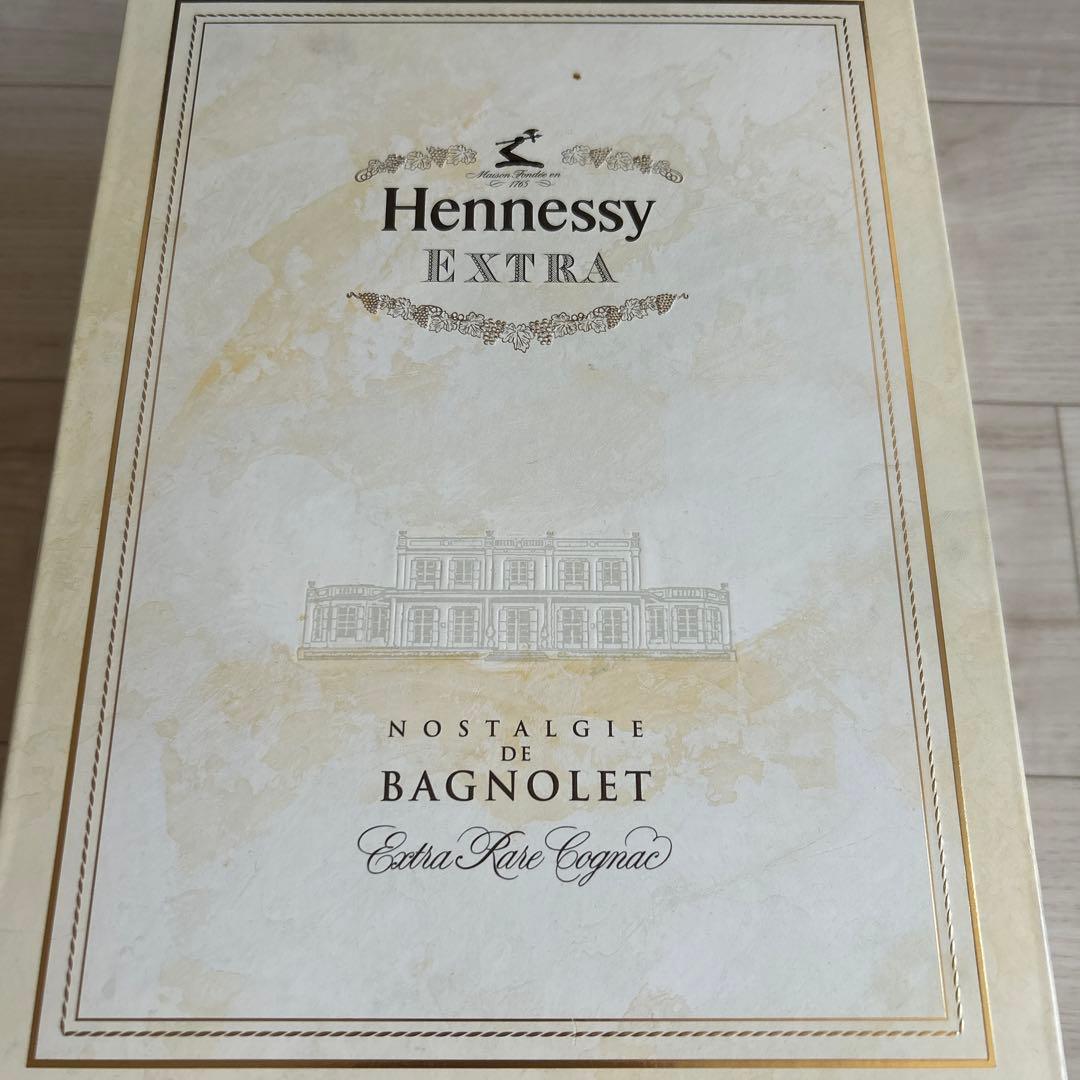 Maison Fondée en
1765
Hennessy
EXTRA
NOSTALGIE
DE
BAGNOLET
Extra Rare Cognac